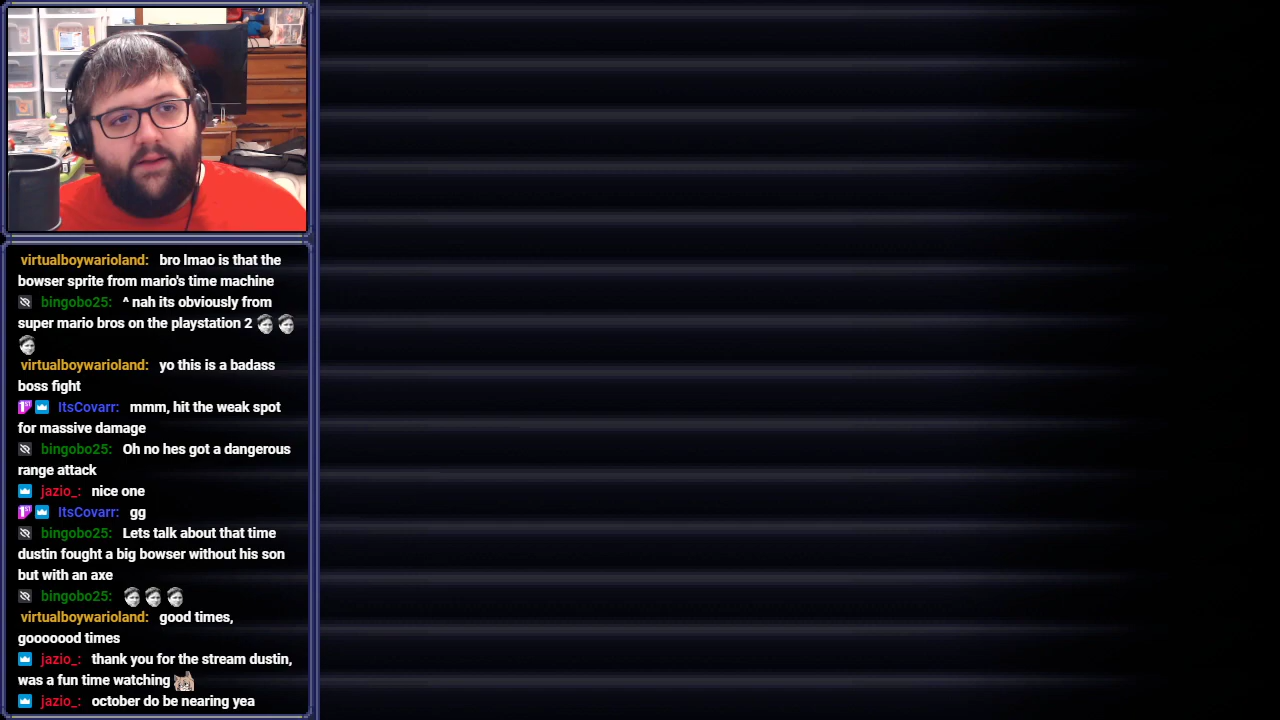 virtualboywarioland: bro lmao is that the
bowser sprite from mario's time machine
bingobo25: ^ nah its obviously from
super mario bros on the playstation 2
virtualboywarioland: yo this is a badass
boss fight
1ST ItsCovarr: mmm, hit the weak spot
for massive damage
bingobo25: Oh no hes got a dangerous
range attack
jazio_: nice one
1ST ItsCovarr: gg
bingobo25: Lets talk about that time
dustin fought a big bowser without his son
but with an axe
bingobo25:
virtualboywarioland: good times,
gooooood times
jazio_: thank you for the stream dustin,
was a fun time watching
jazio_: october do be nearing yea